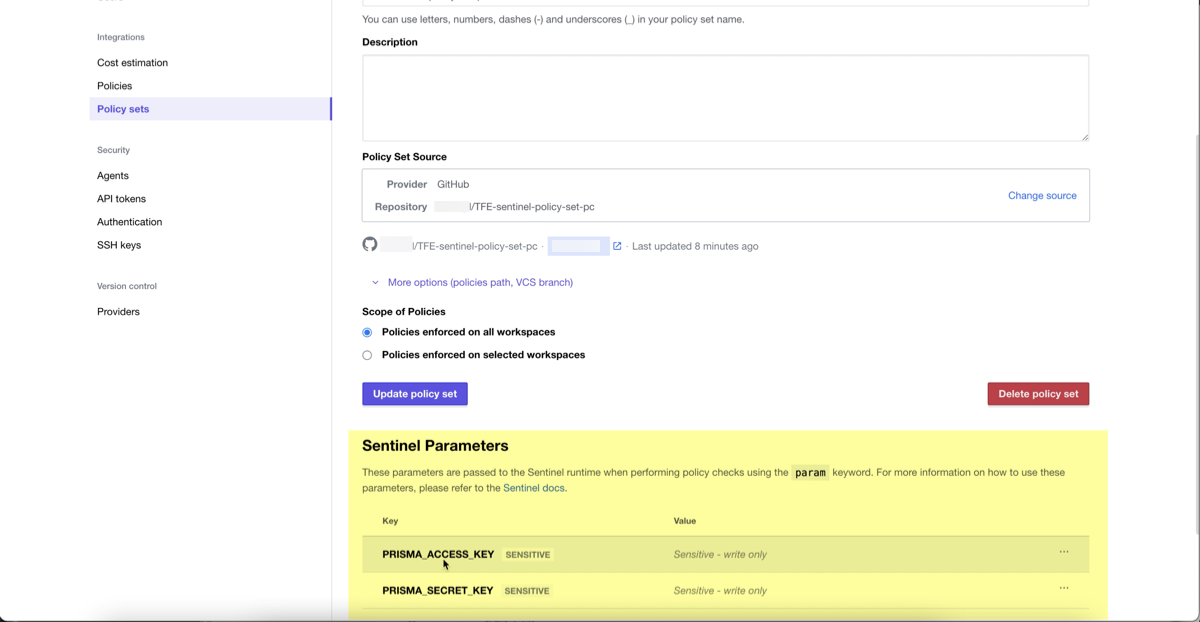 You can use letters, numbers, dashes (-) and underscores (_) in your policy set name.
Integrations
Description
Cost estimation
Policies
Policy sets
Security
Policy Set Source
Agents
Provider GitHub
Change source
API tokens
Repository l/TFE-sentinel-policy-set-pc
Authentication
SSH keys
l/TFE-sentinel-policy-set-pc · · Last updated 8 minutes ago
Version control
More options (policies path, VCS branch)
Providers
Scope of Policies
Policies enforced on all workspaces
Policies enforced on selected workspaces
Update policy set
Delete policy set
Sentinel Parameters
These parameters are passed to the Sentinel runtime when performing policy checks using the param keyword. For more information on how to use these
parameters, please refer to the Sentinel docs.
Key Value
PRISMA_ACCESS_KEY SENSITIVE Sensitive - write only ...
PRISMA_SECRET_KEY SENSITIVE Sensitive - write only ...